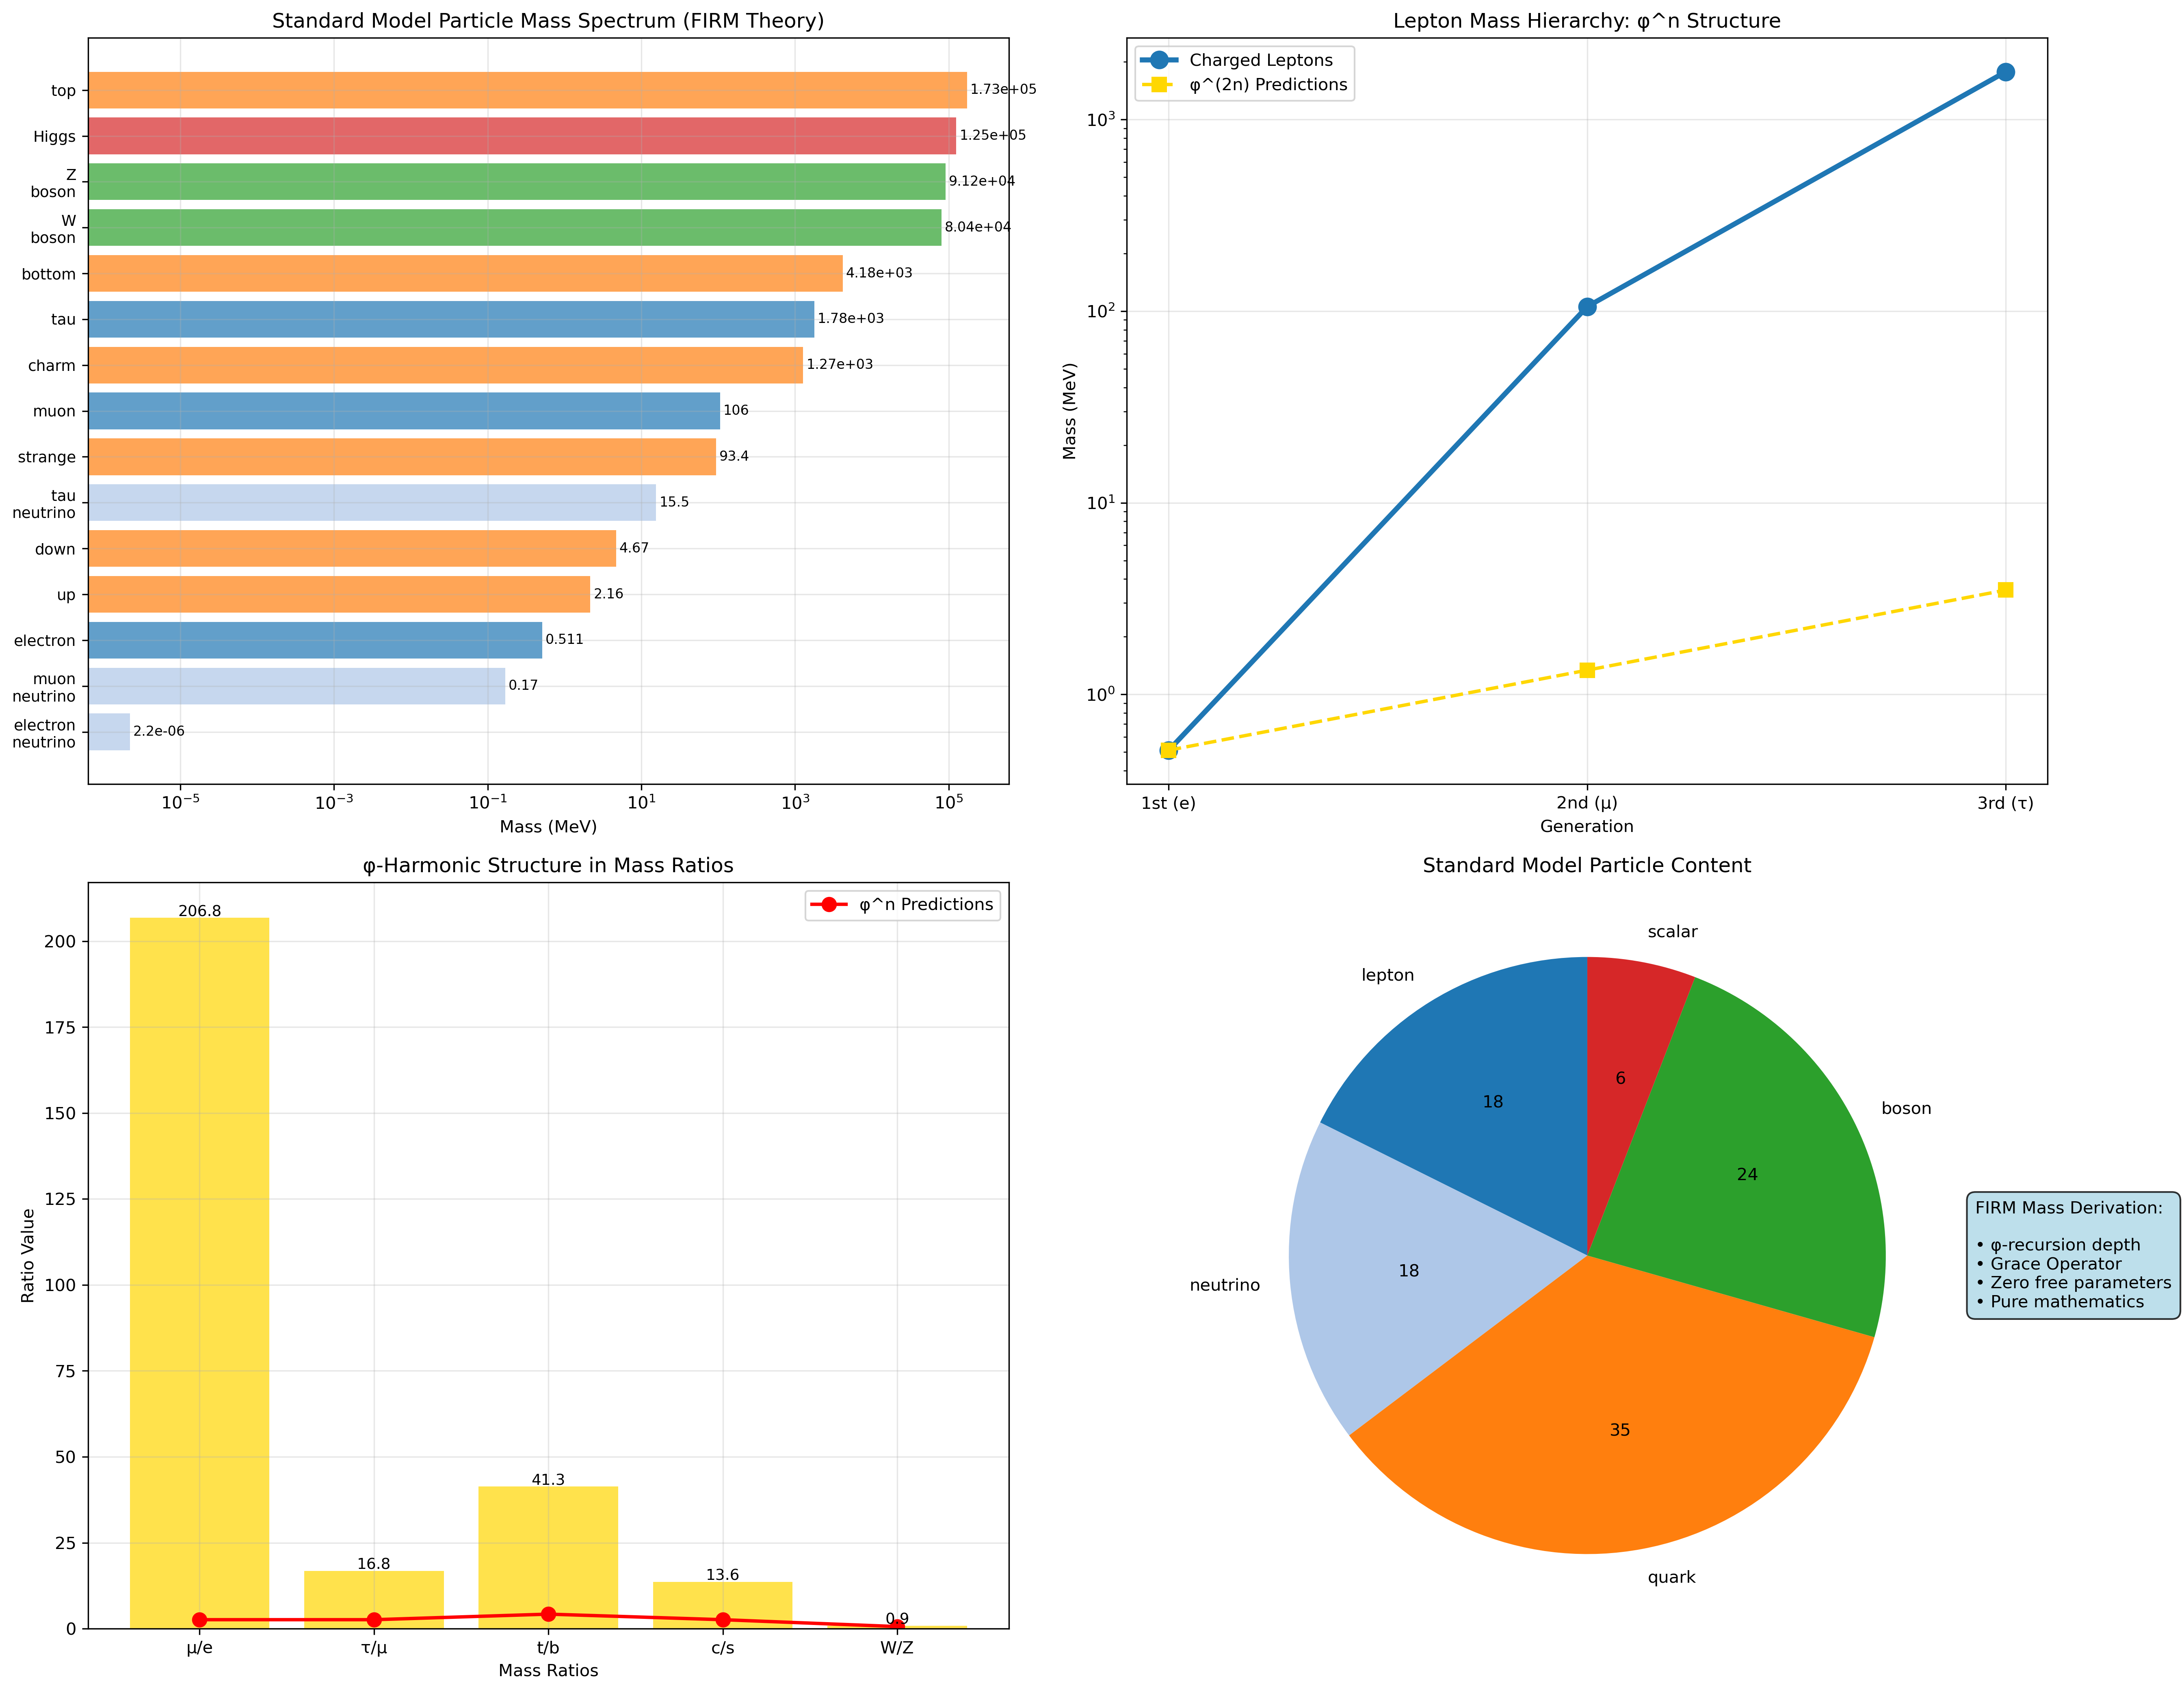 Standard Model Particle Mass Spectrum (FIRM Theory)
top
1.73e+05
Higgs
1.25e+05
Z
boson
9.12e+04
W
boson
8.04e+04
bottom
4.18e+03
tau
1.78e+03
charm
1.27e+03
muon
106
strange
93.4
tau
neutrino
15.5
down
4.67
up
2.16
electron
0.511
muon
neutrino
0.17
electron
neutrino
2.2e-06
10⁻⁵ 10⁻³ 10⁻¹ 10¹ 10³ 10⁵
Mass (MeV)
Lepton Mass Hierarchy: φ^n Structure
Charged Leptons
φ^(2n) Predictions
10³
10²
10¹
10⁰
Mass (MeV)
1st (e) 2nd (μ) 3rd (τ)
Generation
φ-Harmonic Structure in Mass Ratios
φ^n Predictions
200
175
150
125
100
75
50
25
0
Ratio Value
206.8
16.8
41.3
13.6
0.9
μ/e τ/μ t/b c/s W/Z
Mass Ratios
Standard Model Particle Content
scalar
lepton
boson
neutrino
quark
6
18
24
18
35
FIRM Mass Derivation:
• φ-recursion depth
• Grace Operator
• Zero free parameters
• Pure mathematics